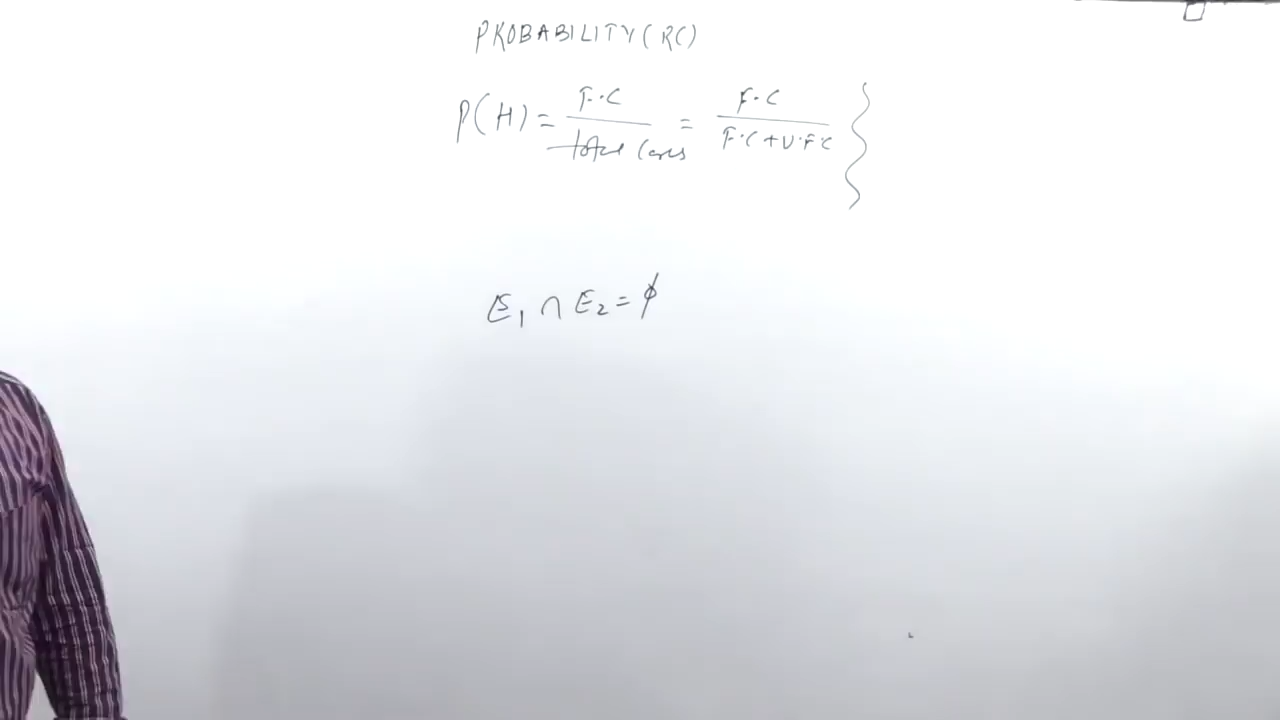 PROBABILITY (RC)
P(H) = F.C / total Cases = F.C / F.C + U.F.C
E₁ ∩ E₂ = ϕ